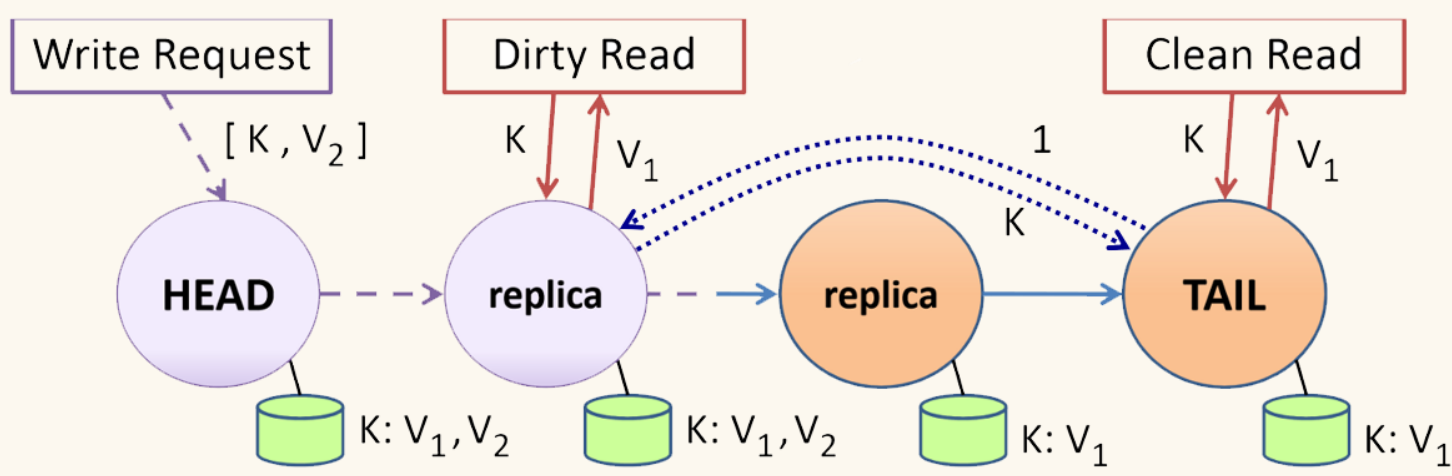 Write Request
Dirty Read
Clean Read
[ K , V2 ]
K
V1
1
K
K
V1
HEAD
replica
replica
TAIL
K: V1,V2
K: V1,V2
K: V1
K: V1